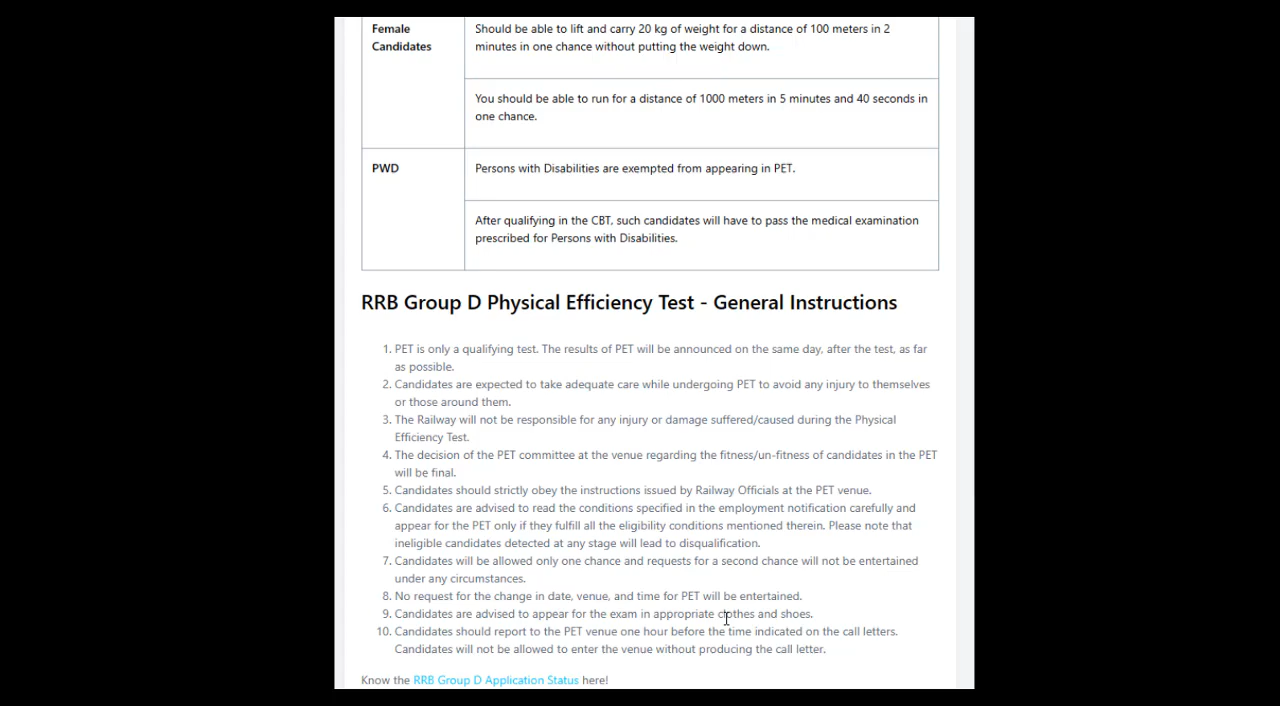 Female
Candidates
Should be able to lift and carry 20 kg of weight for a distance of 100 meters in 2
minutes in one chance without putting the weight down.
You should be able to run for a distance of 1000 meters in 5 minutes and 40 seconds in
one chance.
PWD
Persons with Disabilities are exempted from appearing in PET.
After qualifying in the CBT, such candidates will have to pass the medical examination
prescribed for Persons with Disabilities.
RRB Group D Physical Efficiency Test - General Instructions
1. PET is only a qualifying test. The results of PET will be announced on the same day, after the test, as far
as possible.
2. Candidates are expected to take adequate care while undergoing PET to avoid any injury to themselves
or those around them.
3. The Railway will not be responsible for any injury or damage suffered/caused during the Physical
Efficiency Test.
4. The decision of the PET committee at the venue regarding the fitness/un-fitness of candidates in the PET
will be final.
5. Candidates should strictly obey the instructions issued by Railway Officials at the PET venue.
6. Candidates are advised to read the conditions specified in the employment notification carefully and
appear for the PET only if they fulfill all the eligibility conditions mentioned therein. Please note that
ineligible candidates detected at any stage will lead to disqualification.
7. Candidates will be allowed only one chance and requests for a second chance will not be entertained
under any circumstances.
8. No request for the change in date, venue, and time for PET will be entertained.
9. Candidates are advised to appear for the exam in appropriate clothes and shoes.
10. Candidates should report to the PET venue one hour before the time indicated on the call letters.
Candidates will not be allowed to enter the venue without producing the call letter.
Know the RRB Group D Application Status here!